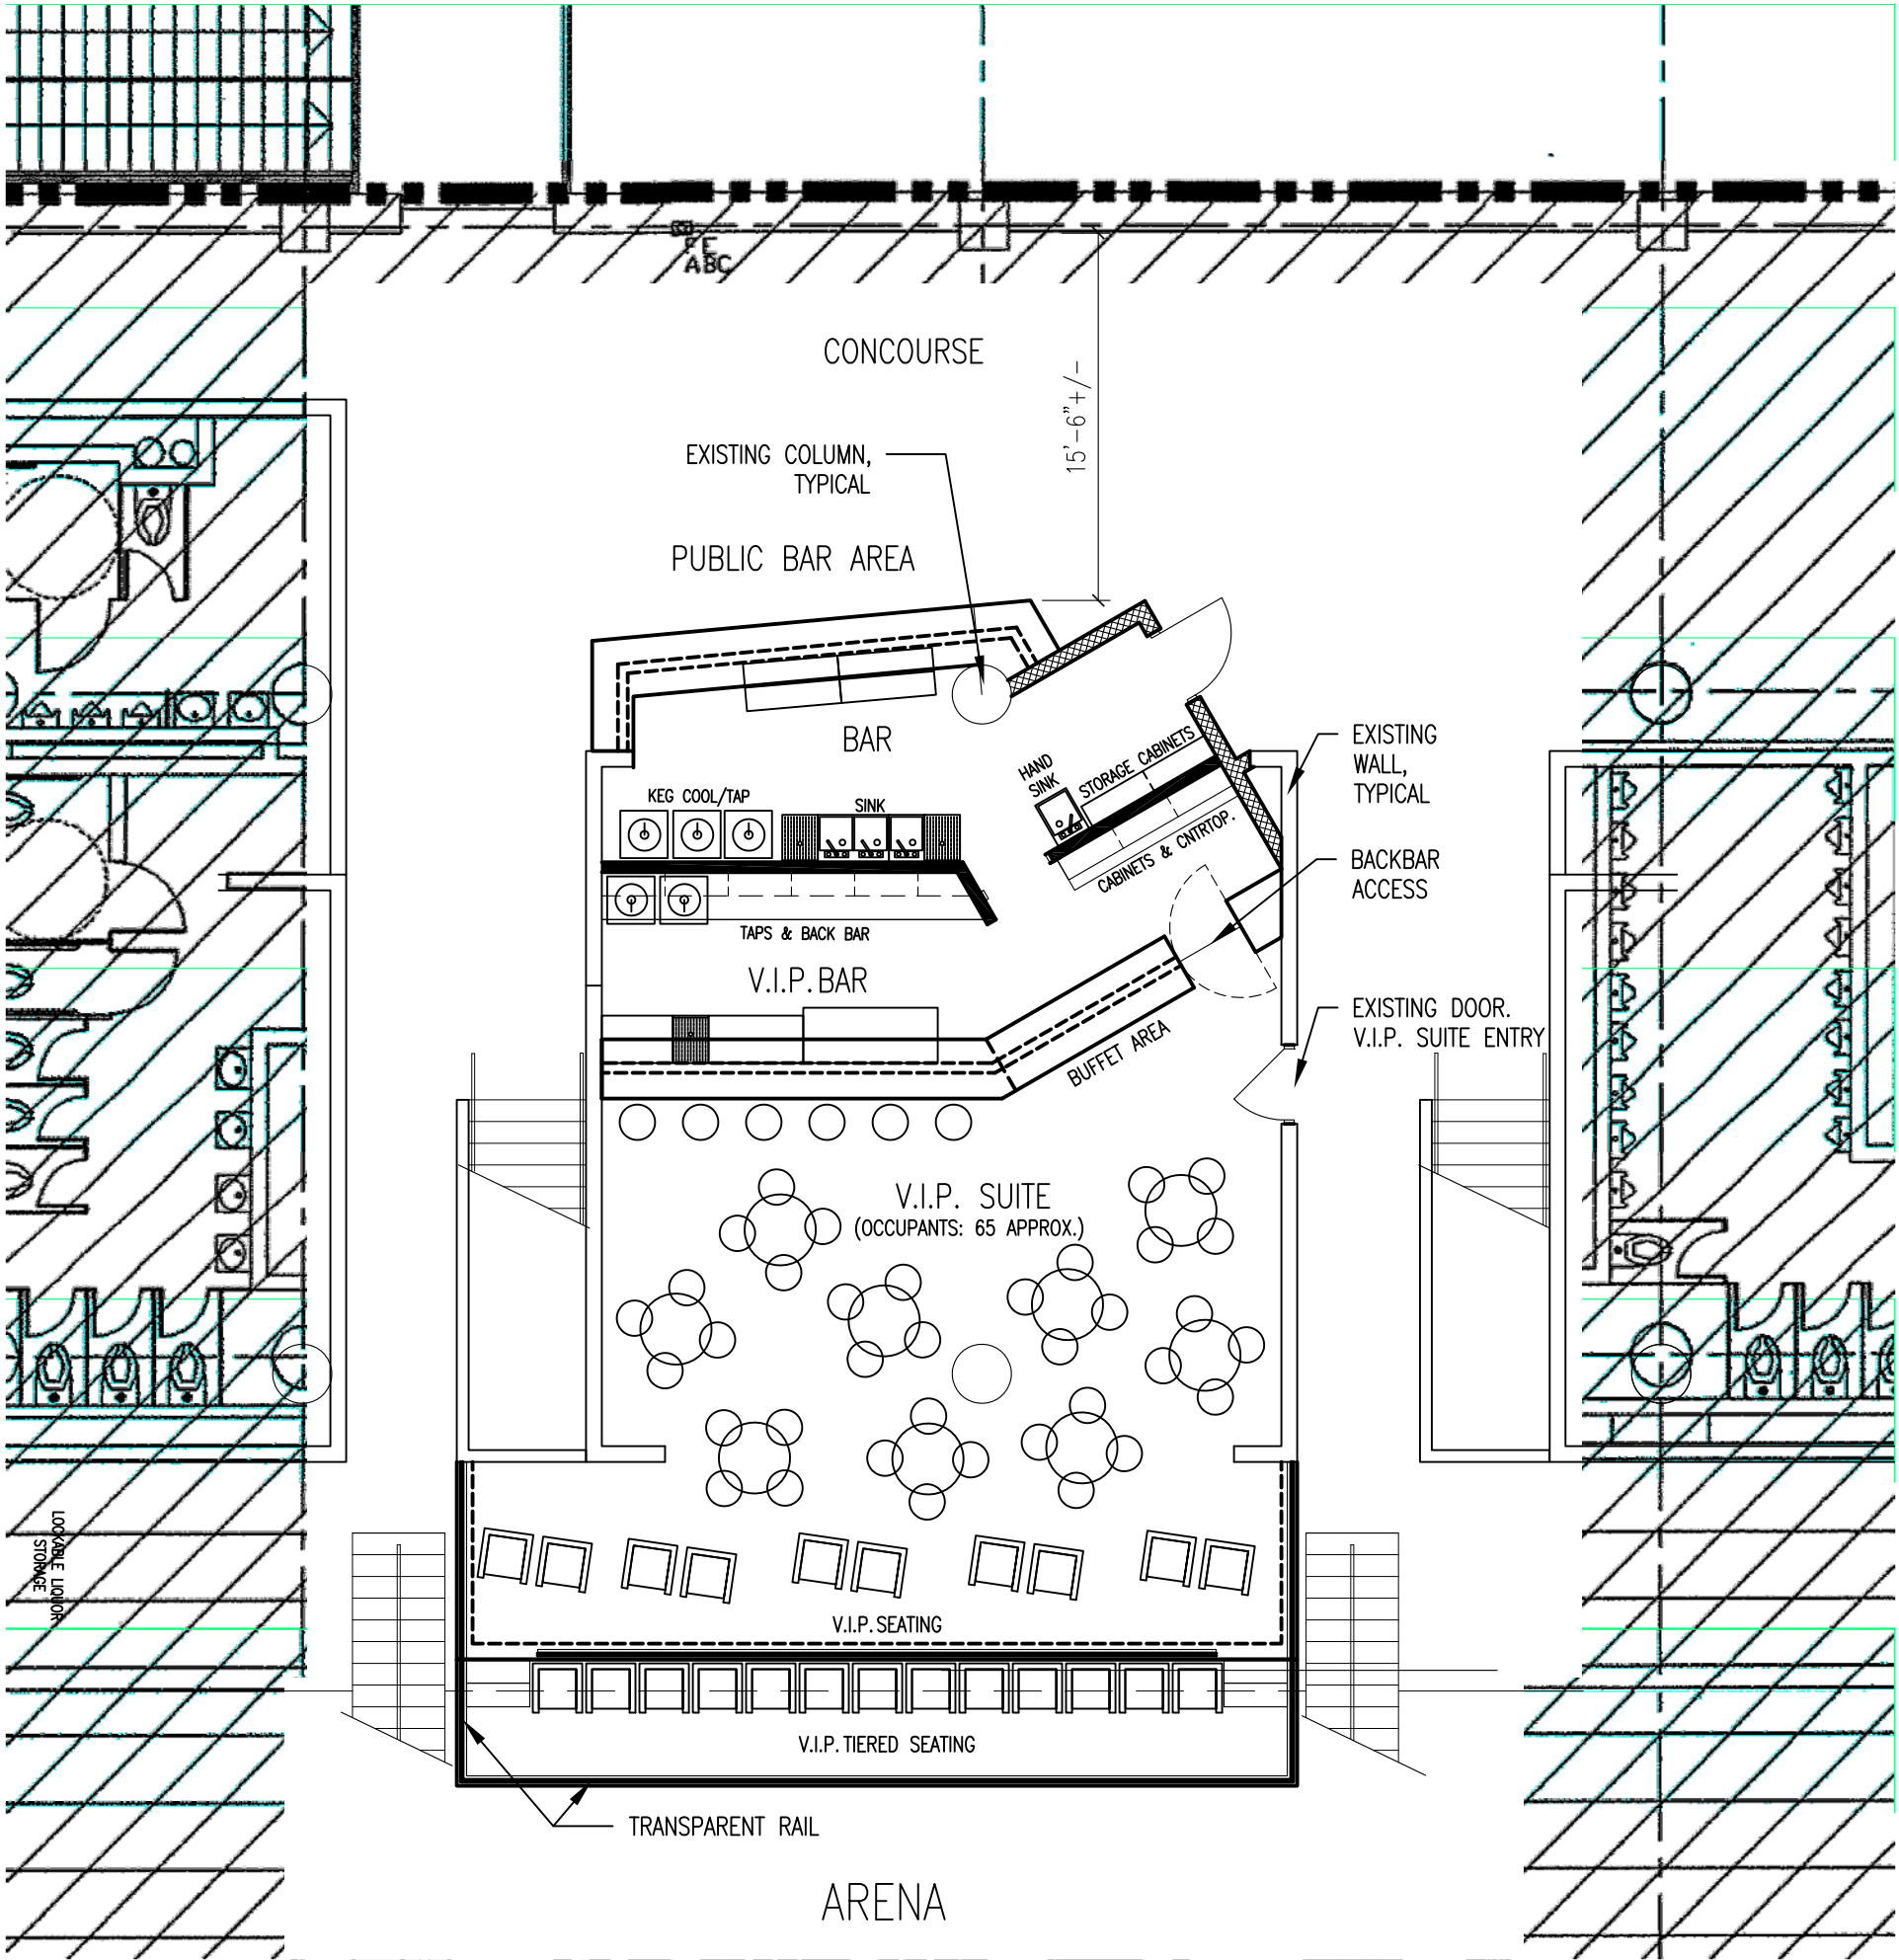 F.E.
ABC
CONCOURSE
15'-6"+/-
EXISTING COLUMN,
TYPICAL
PUBLIC BAR AREA
BAR
EXISTING
WALL,
TYPICAL
HAND
SINK
STORAGE CABINETS
KEG COOL/TAP
SINK
CABINETS & CNTRTOP.
BACKBAR
ACCESS
TAPS & BACK BAR
V.I.P. BAR
EXISTING DOOR.
V.I.P. SUITE ENTRY
BUFFET AREA
V.I.P. SUITE
(OCCUPANTS: 65 APPROX.)
LOCKABLE LIQUOR
STORAGE
V.I.P. SEATING
V.I.P. TIERED SEATING
TRANSPARENT RAIL
ARENA